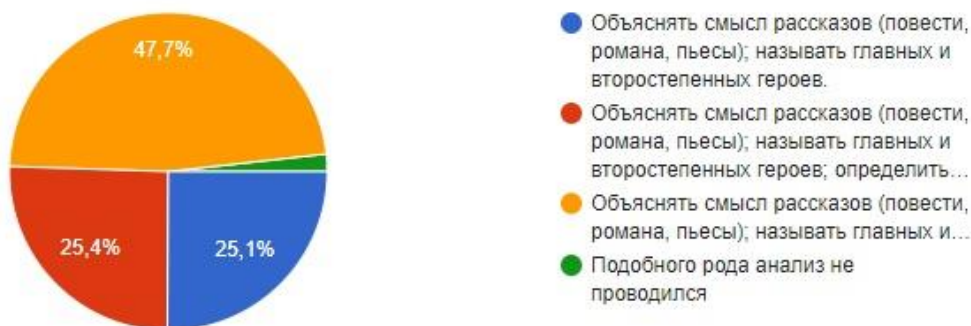 47,7%
25,4%
25,1%
Объяснять смысл рассказов (повести,
романа, пьесы); называть главных и
второстепенных героев.
Объяснять смысл рассказов (повести,
романа, пьесы); называть главных и
второстепенных героев; определить...
Объяснять смысл рассказов (повести,
романа, пьесы); называть главных и...
Подобного рода анализ не
проводился